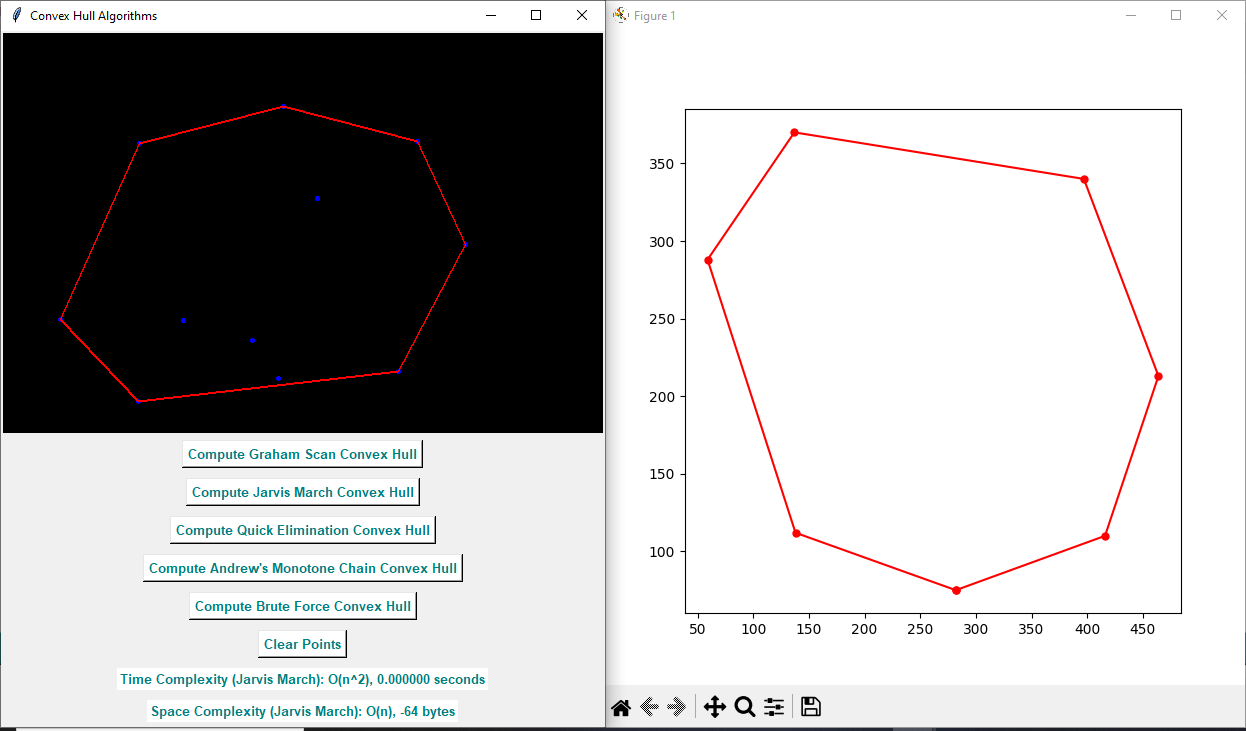 Convex Hull Algorithms
Compute Graham Scan Convex Hull
Compute Jarvis March Convex Hull
Compute Quick Elimination Convex Hull
Compute Andrew's Monotone Chain Convex Hull
Compute Brute Force Convex Hull
Clear Points
Time Complexity (Jarvis March): O(n^2), 0.000000 seconds
Space Complexity (Jarvis March): O(n), -64 bytes
Figure 1
350
300
250
200
150
100
50 100 150 200 250 300 350 400 450